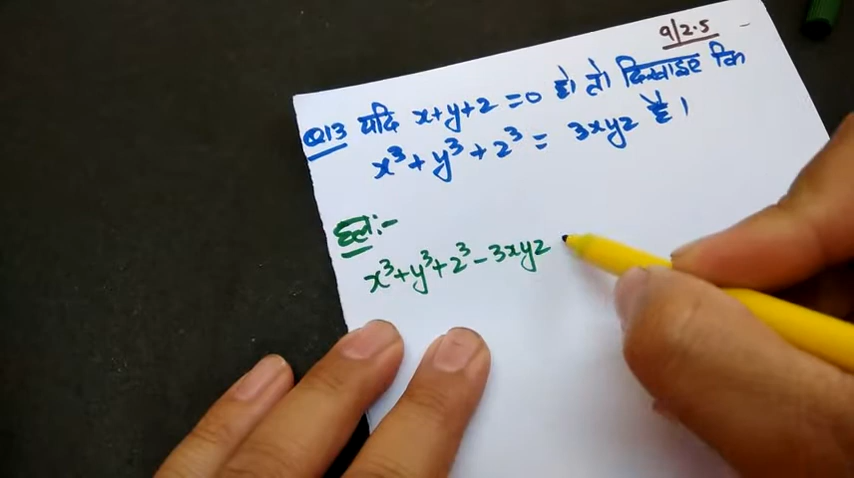 9/2.5
Q13 यदि x+y+z=0 हो तो दिखाइए कि
x³+y³+z³ = 3xyz है।
हल:-
x³+y³+z³-3xyz